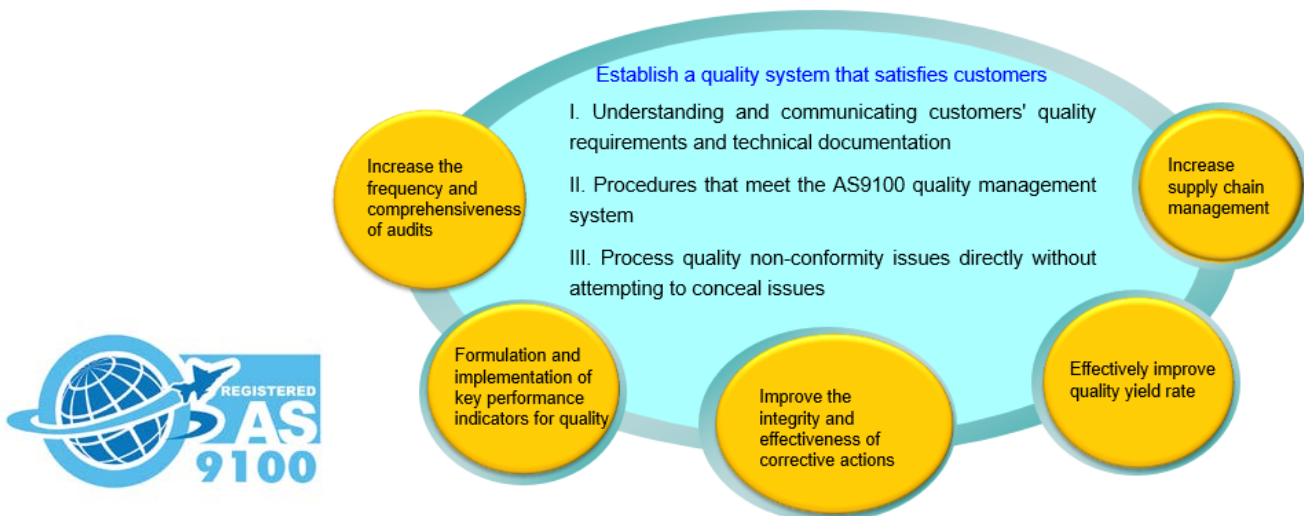 Establish a quality system that satisfies customers
I. Understanding and communicating customers' quality
requirements and technical documentation
II. Procedures that meet the AS9100 quality management
system
III. Process quality non-conformity issues directly without
attempting to conceal issues
Increase the
frequency and
comprehensiveness
of audits
Formulation and
implementation of
key performance
indicators for quality
Improve the
integrity and
effectiveness of
corrective actions
Effectively improve
quality yield rate
Increase
supply chain
management
REGISTERED
AS
9100